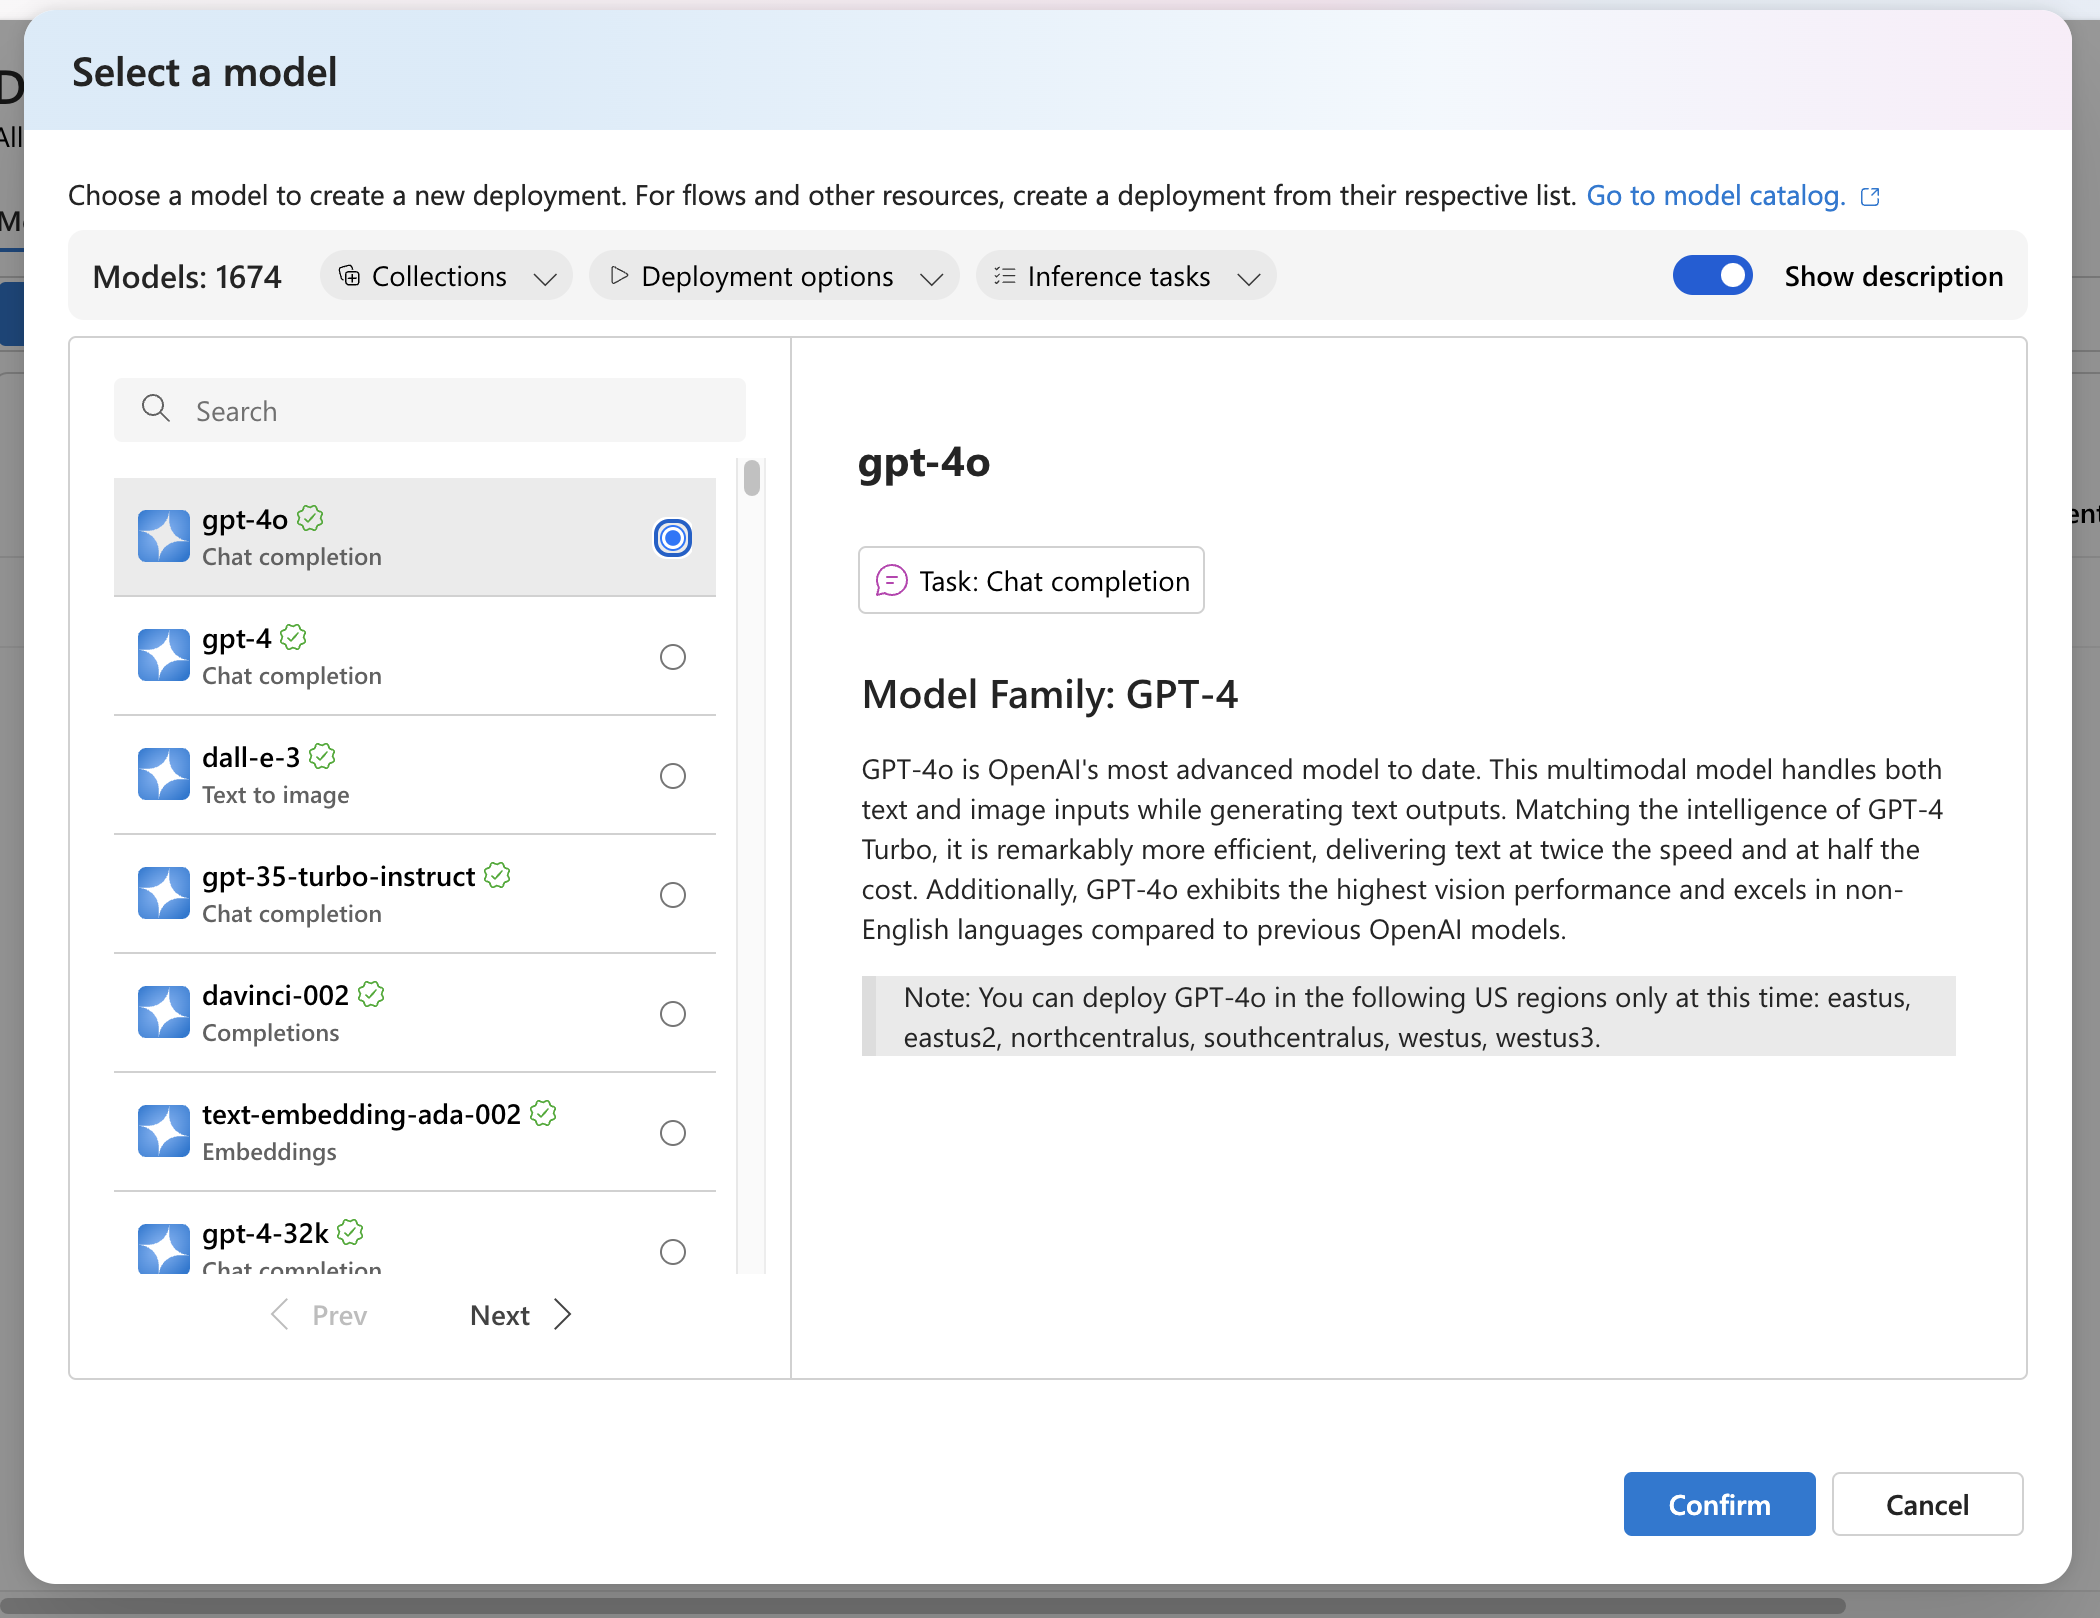 Select a model
D
All
Choose a model to create a new deployment. For flows and other resources, create a deployment from their respective list. Go to model catalog.
Models: 1674
Collections
Deployment options
Inference tasks
Show description
Search
gpt-4o
Chat completion
gpt-4
Chat completion
dall-e-3
Text to image
gpt-35-turbo-instruct
Chat completion
davinci-002
Completions
text-embedding-ada-002
Embeddings
gpt-4-32k
Chat completion
Prev
Next
gpt-4o
Task: Chat completion
Model Family: GPT-4
GPT-4o is OpenAI's most advanced model to date. This multimodal model handles both
text and image inputs while generating text outputs. Matching the intelligence of GPT-4
Turbo, it is remarkably more efficient, delivering text at twice the speed and at half the
cost. Additionally, GPT-4o exhibits the highest vision performance and excels in non-
English languages compared to previous OpenAI models.
Note: You can deploy GPT-4o in the following US regions only at this time: eastus,
eastus2, northcentralus, southcentralus, westus, westus3.
Confirm
Cancel